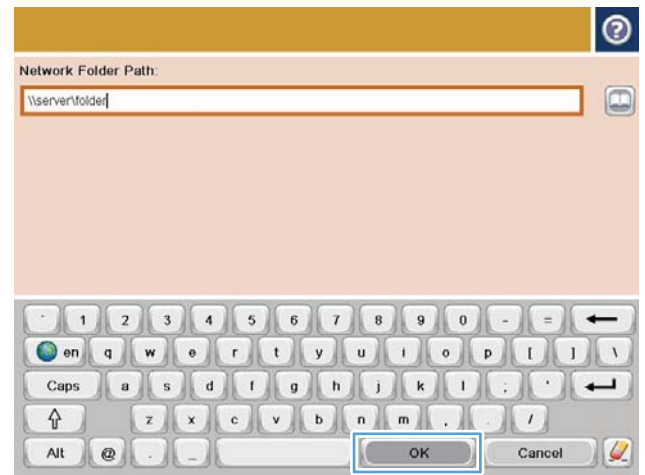 ?
Network Folder Path:
\\server\folder
` 1 2 3 4 5 6 7 8 9 0 - =
en q w e r t y u i o p [ ] \
Caps a s d f g h j k l ; '
z x c v b n m , . /
Alt @ . _ OK Cancel